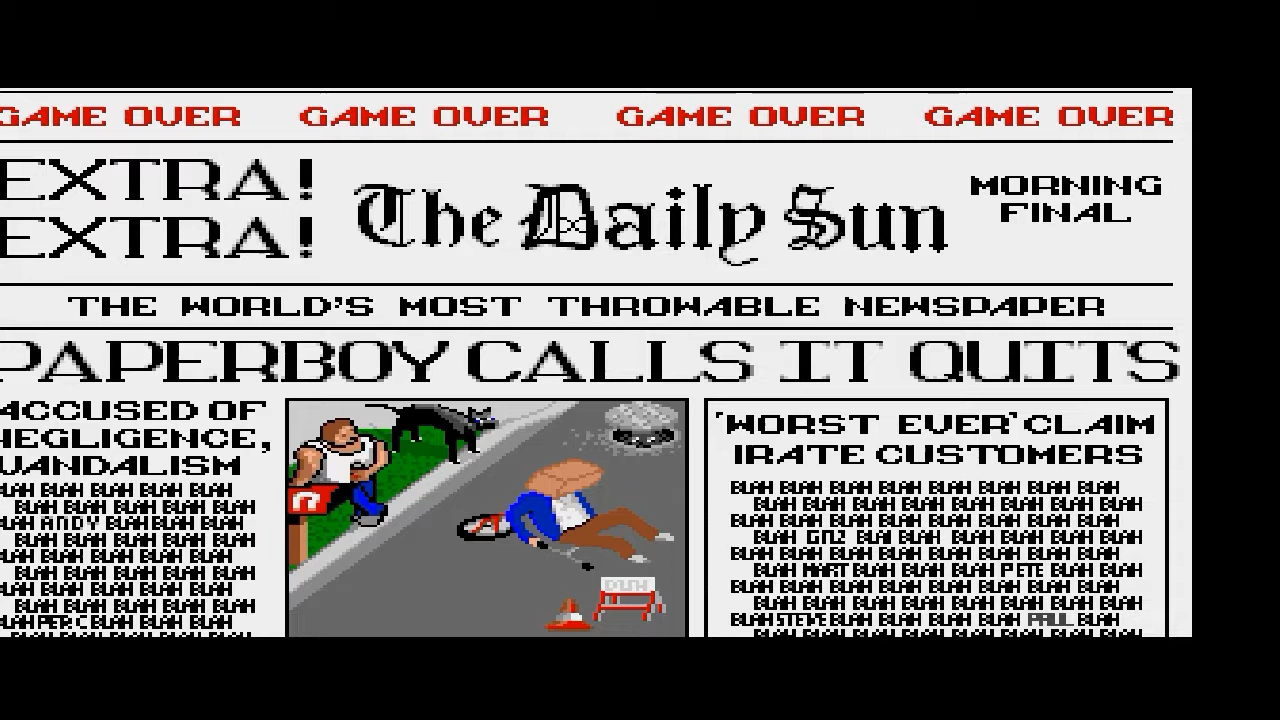 GAME OVER GAME OVER GAME OVER GAME OVER
EXTRA!
EXTRA!
The Daily Sun
MORNING
FINAL
THE WORLD'S MOST THROWABLE NEWSPAPER
PAPERBOY CALLS IT QUITS
ACCUSED OF
NEGLIGENCE,
VANDALISM
BLAH BLAH BLAH BLAH BLAH
BLAH BLAH BLAH BLAH BLAH
BLAH ANDY BLAH BLAH BLAH
BLAH BLAH BLAH BLAH BLAH
BLAH BLAH BLAH BLAH BLAH
BLAH BLAH BLAH BLAH BLAH
BLAH BLAH BLAH BLAH BLAH
BLAH BLAH BLAH BLAH BLAH
BLAH PERC BLAH BLAH BLAH
DUH
'WORST EVER' CLAIM
IRATE CUSTOMERS
BLAH BLAH BLAH BLAH BLAH BLAH BLAH BLAH
BLAH BLAH BLAH BLAH BLAH BLAH BLAH BLAH
BLAH BLAH BLAH BLAH BLAH BLAH BLAH BLAH
BLAH BLAH BLAH BLAH BLAH BLAH
BLAH BLAH BLAH BLAH BLAH BLAH BLAH BLAH
BLAH MART BLAH BLAH BLAH PETE BLAH BLAH
BLAH BLAH BLAH BLAH BLAH BLAH BLAH BLAH
BLAH BLAH BLAH BLAH BLAH BLAH BLAH BLAH
BLAH STEVE BLAH BLAH BLAH BLAH PAUL BLAH